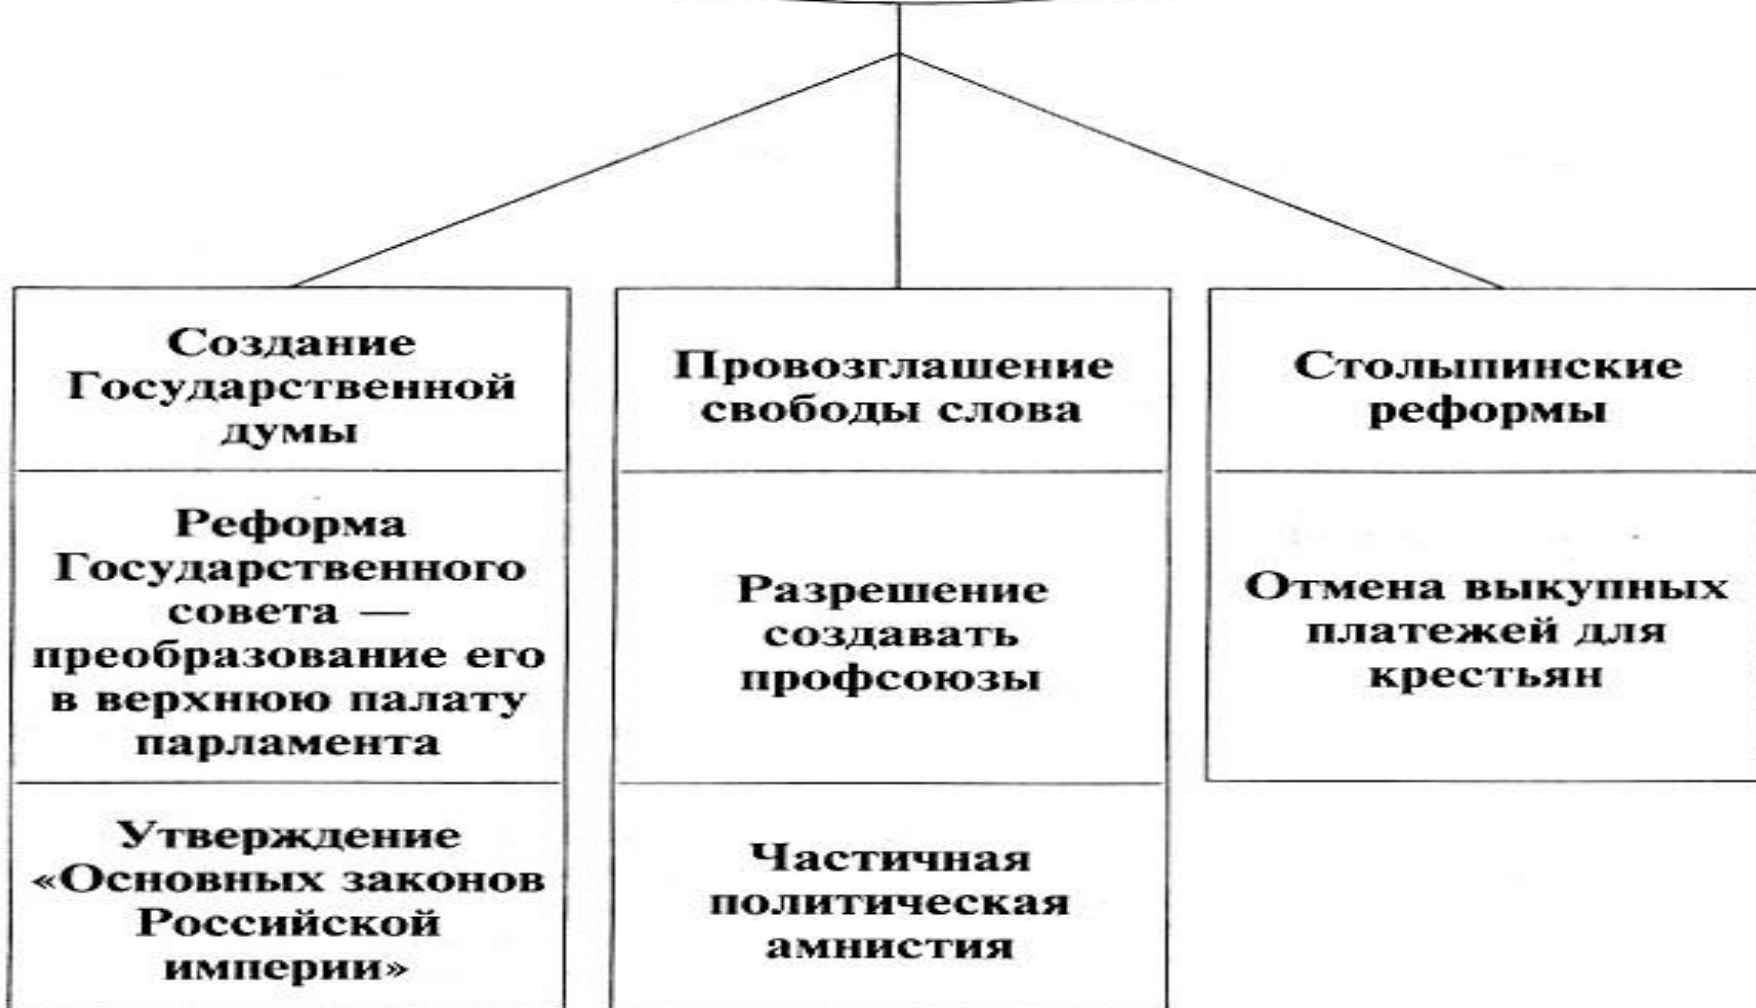 Создание
Государственной
думы
Реформа
Государственного
совета —
преобразование его
в верхнюю палату
парламента
Утверждение
«Основных законов
Российской
империи»
Провозглашение
свободы слова
Разрешение
создавать
профсоюзы
Частичная
политическая
амнистия
Столыпинские
реформы
Отмена выкупных
платежей для
крестьян